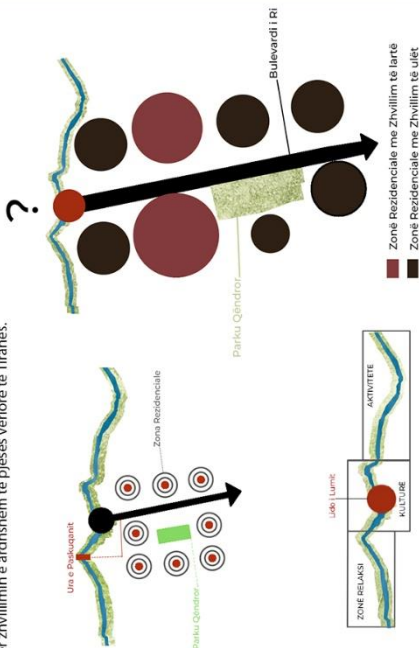 r zhvillimin e ardhshëm të pjesës veriore të Tiranës.
Ura e Paskuqanit
Zona Rezidenciale
Parku Qëndror
?
Bulevardi i Ri
Parku Qëndror
Zonë Rezidenciale me Zhvillim të lartë
Zonë Rezidenciale me Zhvillim të ulët
Lido i Lumit
ZONË RELAKSI
KULTURË
AKTIVITETE